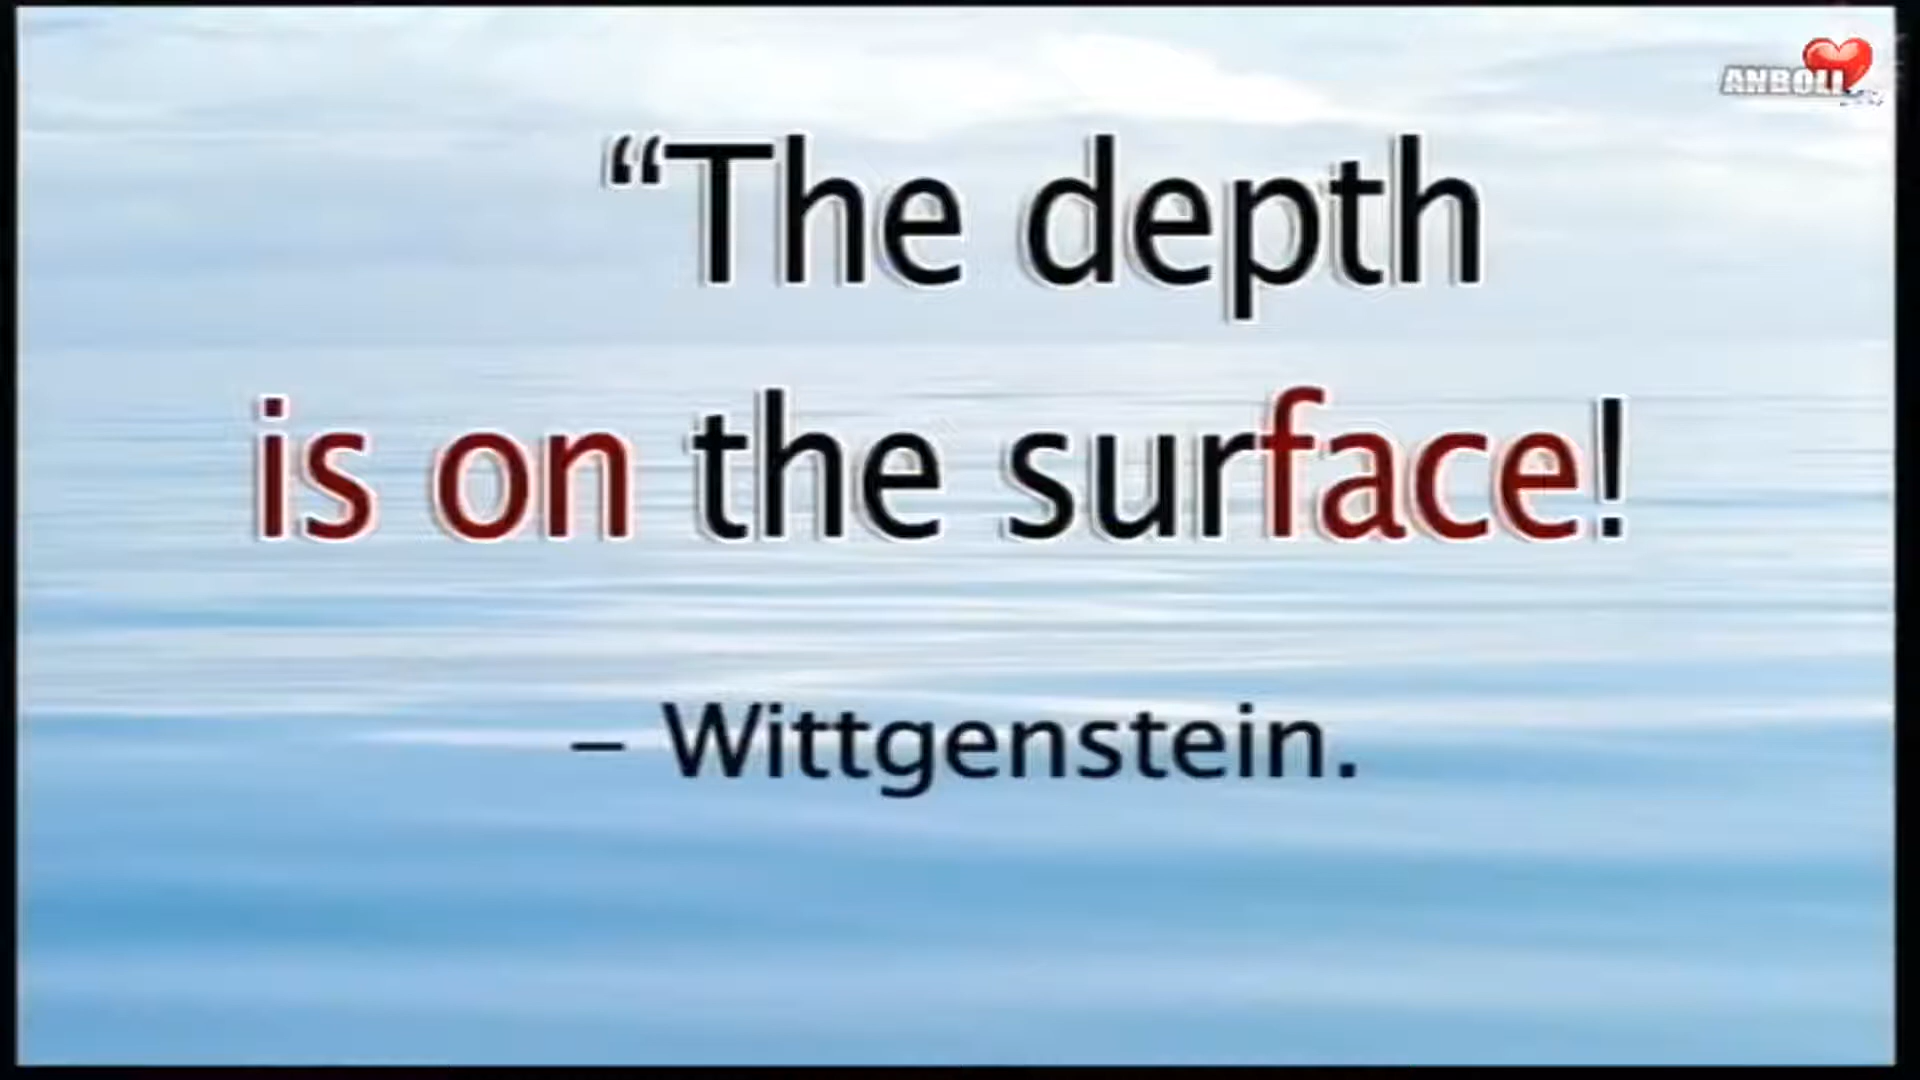 ANBOLI
“The depth
is on the surface!
– Wittgenstein.